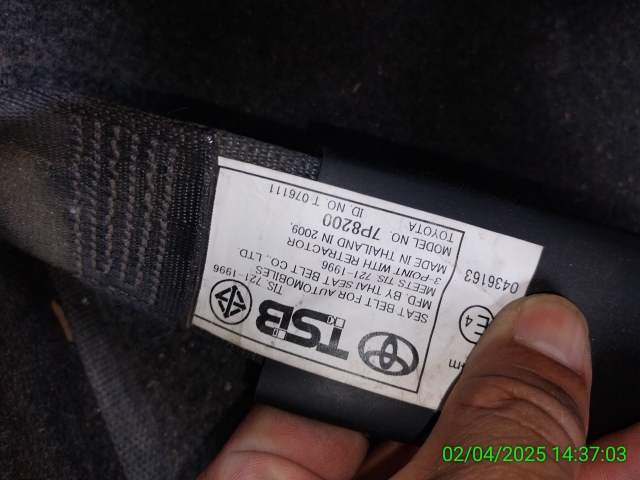 TSB
TIS. 721-1996
SEAT BELT FOR AUTOMOBILES
MFD. BY THAI SEAT BELT CO., LTD.
MEETS TIS 721-1996
3-POINT WITH RETRACTOR
MADE IN THAILAND IN 2009.
MODEL NO. 7P8200
TOYOTA ID. NO. T 076111
E4
0436163
02/04/2025 14:37:03